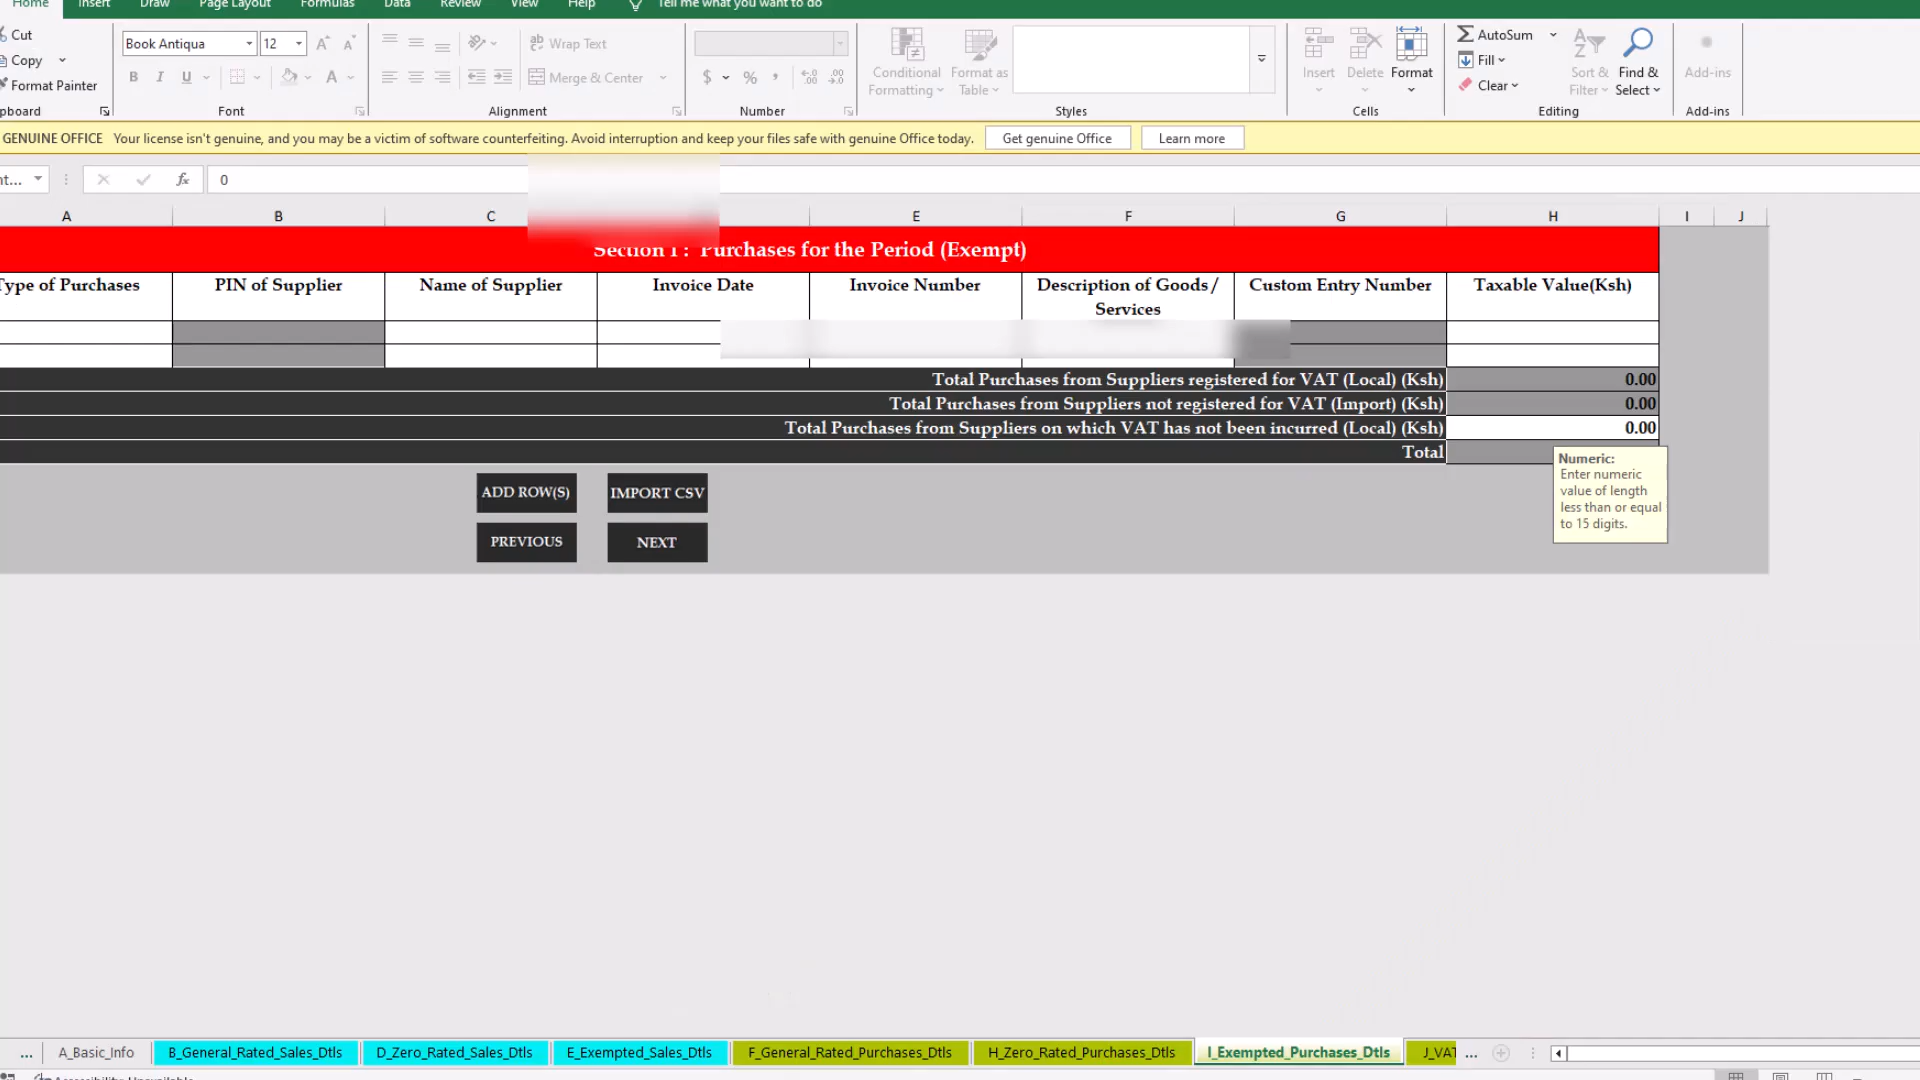 Home Insert Draw Page Layout Formulas Data Review View Help Tell me what you want to do
Cut
Copy
Format Painter
pboard
Book Antiqua 12
B I U
Font
Wrap Text
Merge & Center
Alignment
$ %
Number
Conditional Formatting
Format as Table
Styles
Insert Delete Format
Cells
AutoSum
Fill
Clear
Sort & Filter
Find & Select
Editing
Add-ins
Add-ins
GENUINE OFFICE Your license isn't genuine, and you may be a victim of software counterfeiting. Avoid interruption and keep your files safe with genuine Office today. Get genuine Office Learn more
nt... fx 0
A B C E F G H I J
Section I : Purchases for the Period (Exempt)
Type of Purchases PIN of Supplier Name of Supplier Invoice Date Invoice Number Description of Goods / Custom Entry Number Taxable Value(Ksh)
Services
Total Purchases from Suppliers registered for VAT (Local) (Ksh) 0.00
Total Purchases from Suppliers not registered for VAT (Import) (Ksh) 0.00
Total Purchases from Suppliers on which VAT has not been incurred (Local) (Ksh) 0.00
Total
Numeric:
Enter numeric
value of length
less than or equal
to 15 digits.
ADD ROW(S) IMPORT CSV
PREVIOUS NEXT
... A_Basic_Info B_General_Rated_Sales_Dtls D_Zero_Rated_Sales_Dtls E_Exempted_Sales_Dtls F_General_Rated_Purchases_Dtls H_Zero_Rated_Purchases_Dtls I_Exempted_Purchases_Dtls J_VAT ...
Accessibility: Unavailable